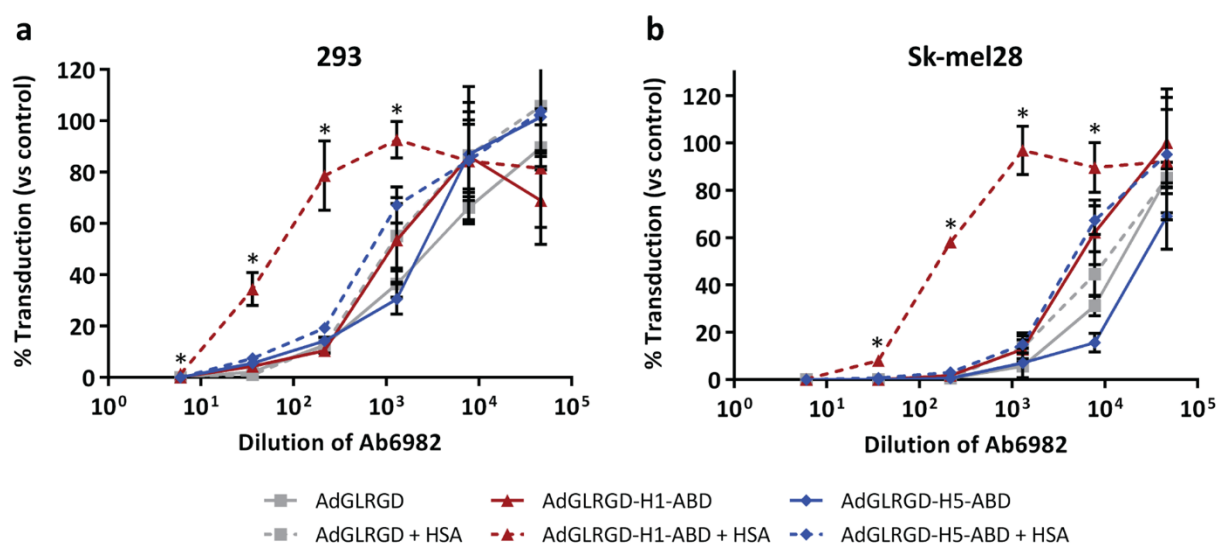 a
293
% Transduction (vs control)
120
100
80
60
40
20
0
* * * *
10⁰ 10¹ 10² 10³ 10⁴ 10⁵
Dilution of Ab6982
b
Sk-mel28
% Transduction (vs control)
120
100
80
60
40
20
0
* * * *
10⁰ 10¹ 10² 10³ 10⁴ 10⁵
Dilution of Ab6982
AdGLRGD AdGLRGD-H1-ABD AdGLRGD-H5-ABD
AdGLRGD + HSA AdGLRGD-H1-ABD + HSA AdGLRGD-H5-ABD + HSA